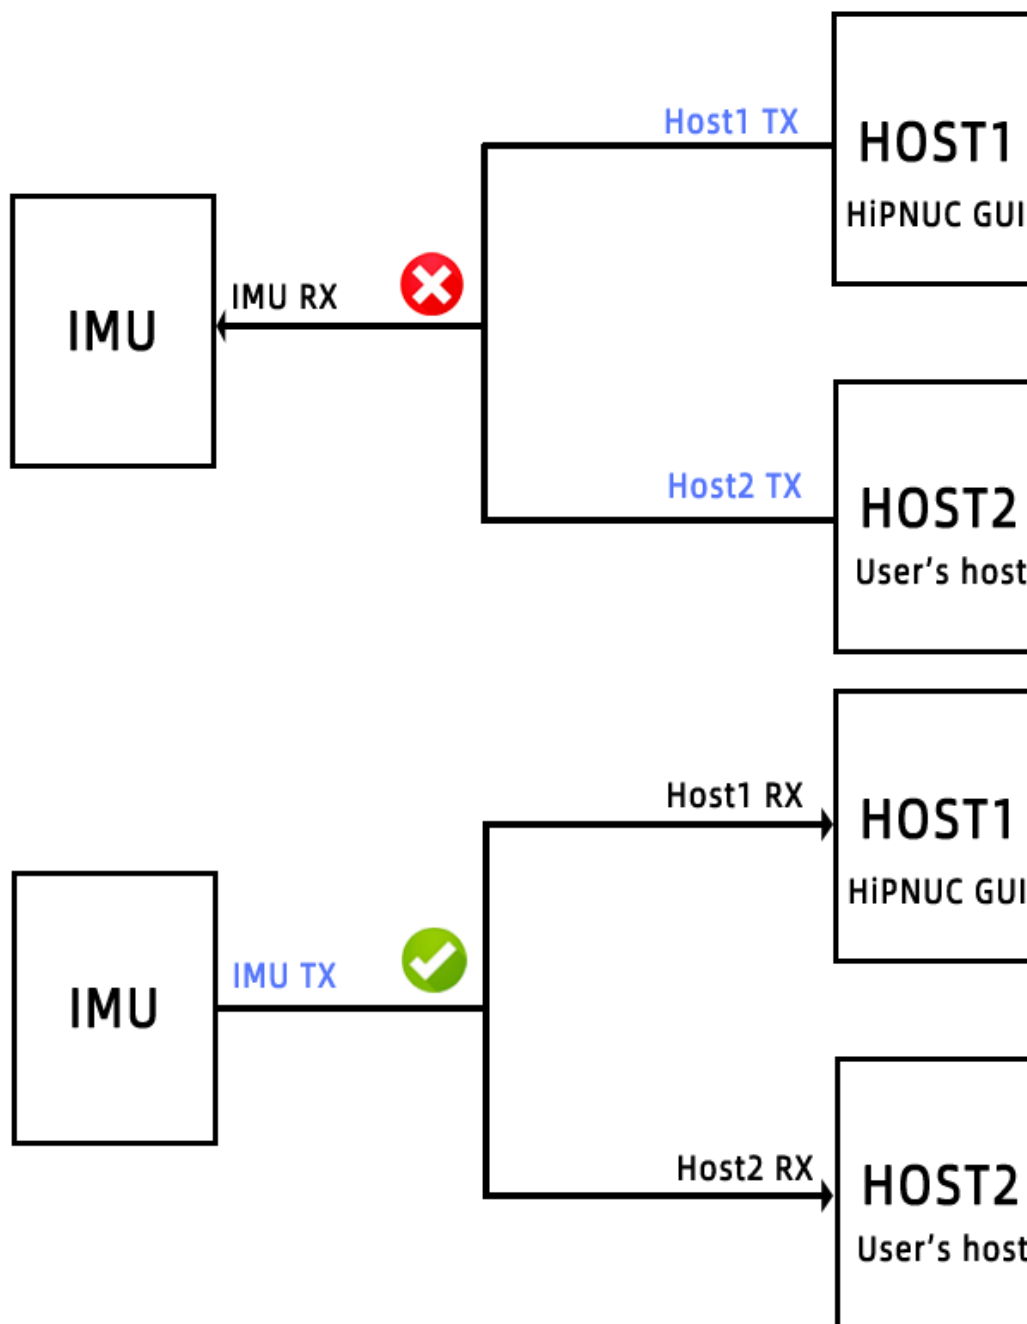 Host1 TX
HOST1
HiPNUC GUI
IMU RX
IMU
Host2 TX
HOST2
User's host
Host1 RX
HOST1
HiPNUC GUI
IMU TX
IMU
Host2 RX
HOST2
User's host